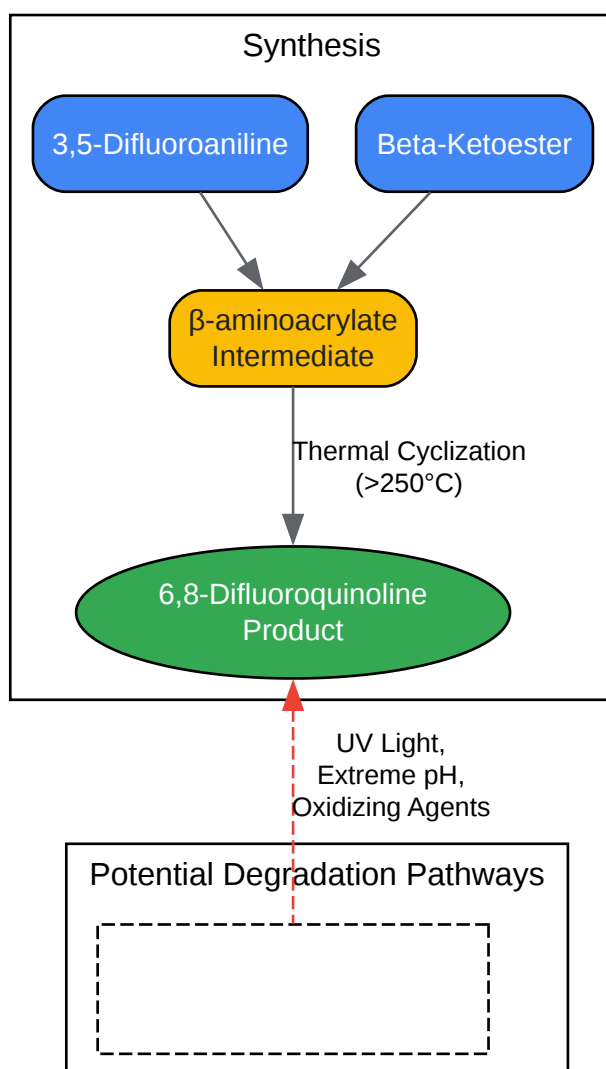 Synthesis
3,5-Difluoroaniline
Beta-Ketoester
β-aminoacrylate
Intermediate
Thermal Cyclization
(>250°C)
6,8-Difluoroquinoline
Product
UV Light,
Extreme pH,
Oxidizing Agents
Potential Degradation Pathways